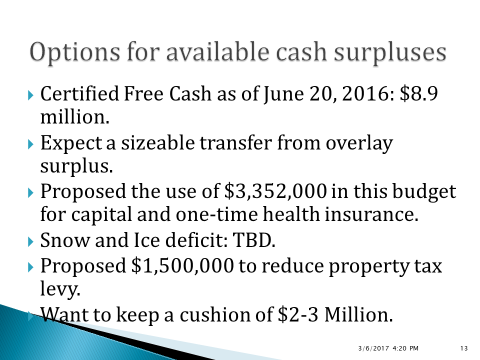 Options for available cash surpluses
Certified Free Cash as of June 20, 2016: $8.9
million.
Expect a sizeable transfer from overlay
surplus.
Proposed the use of $3,352,000 in this budget
for capital and one-time health insurance.
Snow and Ice deficit: TBD.
Proposed $1,500,000 to reduce property tax
levy.
Want to keep a cushion of $2-3 Million.
3/6/2017 4:20 PM
13